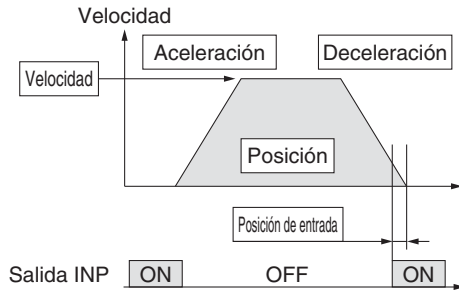 Velocidad
Aceleración
Deceleración
Velocidad
Posición
Posición de entrada
Salida INP
ON
OFF
ON